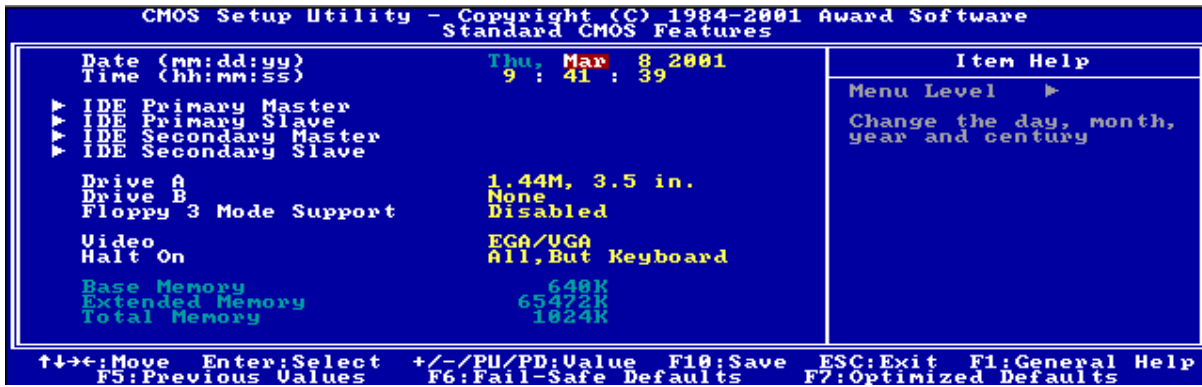 CMOS Setup Utility - Copyright (C) 1984-2001 Award Software
Standard CMOS Features
Date (mm:dd:yy) Thu, Mar 8 2001
Time (hh:mm:ss) 9 : 41 : 39
► IDE Primary Master
► IDE Primary Slave
► IDE Secondary Master
► IDE Secondary Slave
Drive A 1.44M, 3.5 in.
Drive B None
Floppy 3 Mode Support Disabled
Video EGA/VGA
Halt On All,But Keyboard
Base Memory 640K
Extended Memory 65472K
Total Memory 1024K
Item Help
Menu Level ►
Change the day, month,
year and century
↑↓→←:Move Enter:Select +/-/PU/PD:Value F10:Save ESC:Exit F1:General Help
F5:Previous Values F6:Fail-Safe Defaults F7:Optimized Defaults